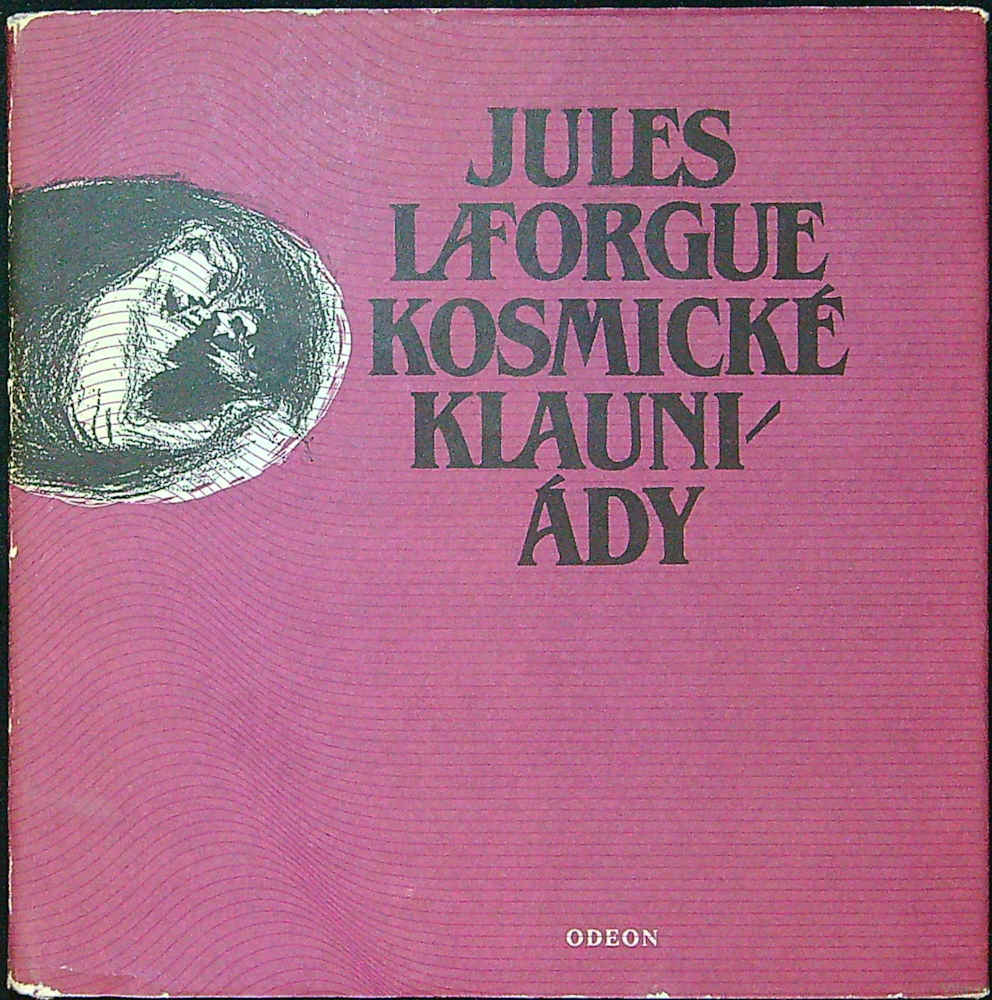 JULES
LAFORGUE
KOSMICKÉ
KLAUNI-
ÁDY
ODEON